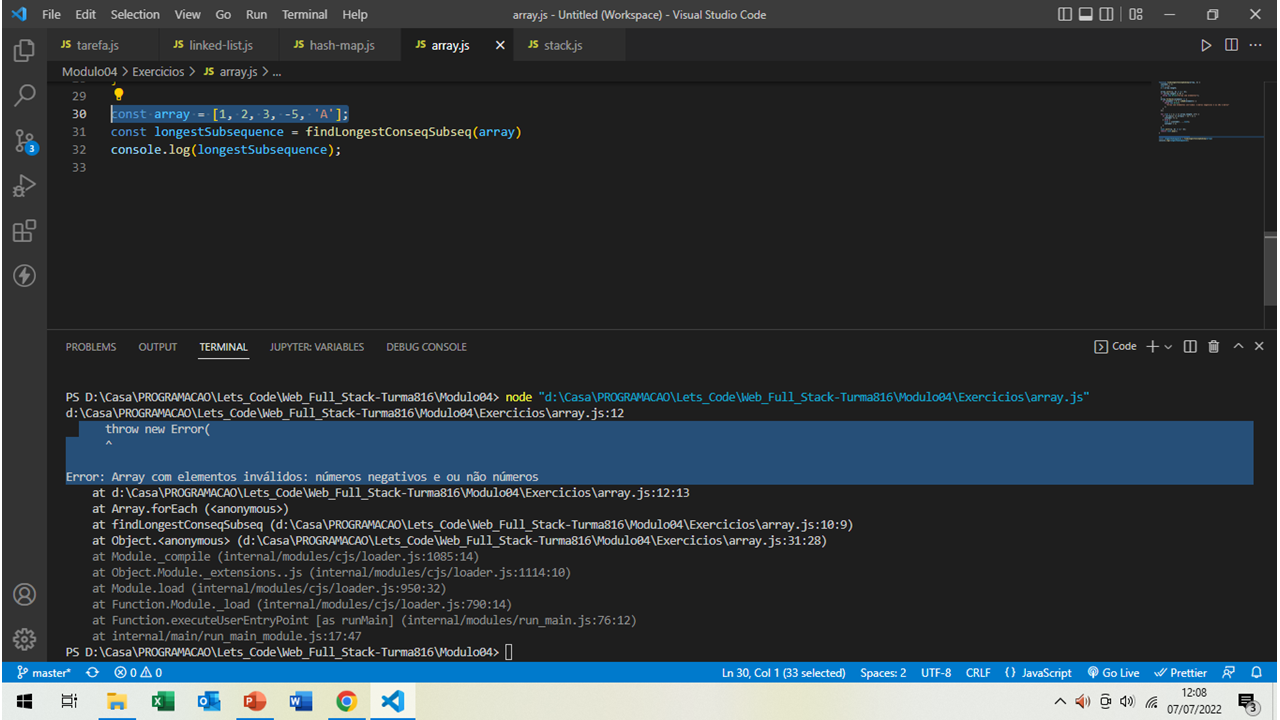 File Edit Selection View Go Run Terminal Help array.js - Untitled (Workspace) - Visual Studio Code
JS tarefa.js JS linked-list.js JS hash-map.js JS array.js JS stack.js
Modulo04 > Exercicios > JS array.js > ...
29
30 const array = [1, 2, 3, -5, 'A'];
31 const longestSubsequence = findLongestConseqSubseq(array)
32 console.log(longestSubsequence);
33
3
PROBLEMS OUTPUT TERMINAL JUPYTER: VARIABLES DEBUG CONSOLE Code
PS D:\Casa\PROGRAMACAO\Lets_Code\Web_Full_Stack-Turma816\Modulo04> node "d:\Casa\PROGRAMACAO\Lets_Code\Web_Full_Stack-Turma816\Modulo04\Exercicios\array.js"
d:\Casa\PROGRAMACAO\Lets_Code\Web_Full_Stack-Turma816\Modulo04\Exercicios\array.js:12
throw new Error(
^
Error: Array com elementos inválidos: números negativos e ou não números
at d:\Casa\PROGRAMACAO\Lets_Code\Web_Full_Stack-Turma816\Modulo04\Exercicios\array.js:12:13
at Array.forEach (<anonymous>)
at findLongestConseqSubseq (d:\Casa\PROGRAMACAO\Lets_Code\Web_Full_Stack-Turma816\Modulo04\Exercicios\array.js:10:9)
at Object.<anonymous> (d:\Casa\PROGRAMACAO\Lets_Code\Web_Full_Stack-Turma816\Modulo04\Exercicios\array.js:31:28)
at Module._compile (internal/modules/cjs/loader.js:1085:14)
at Object.Module._extensions..js (internal/modules/cjs/loader.js:1114:10)
at Module.load (internal/modules/cjs/loader.js:950:32)
at Function.Module._load (internal/modules/cjs/loader.js:790:14)
at Function.executeUserEntryPoint [as runMain] (internal/modules/run_main.js:76:12)
at internal/main/run_main_module.js:17:47
PS D:\Casa\PROGRAMACAO\Lets_Code\Web_Full_Stack-Turma816\Modulo04>
master* 0 0 Ln 30, Col 1 (33 selected) Spaces: 2 UTF-8 CRLF {} JavaScript Go Live Prettier
12:08
07/07/2022
3